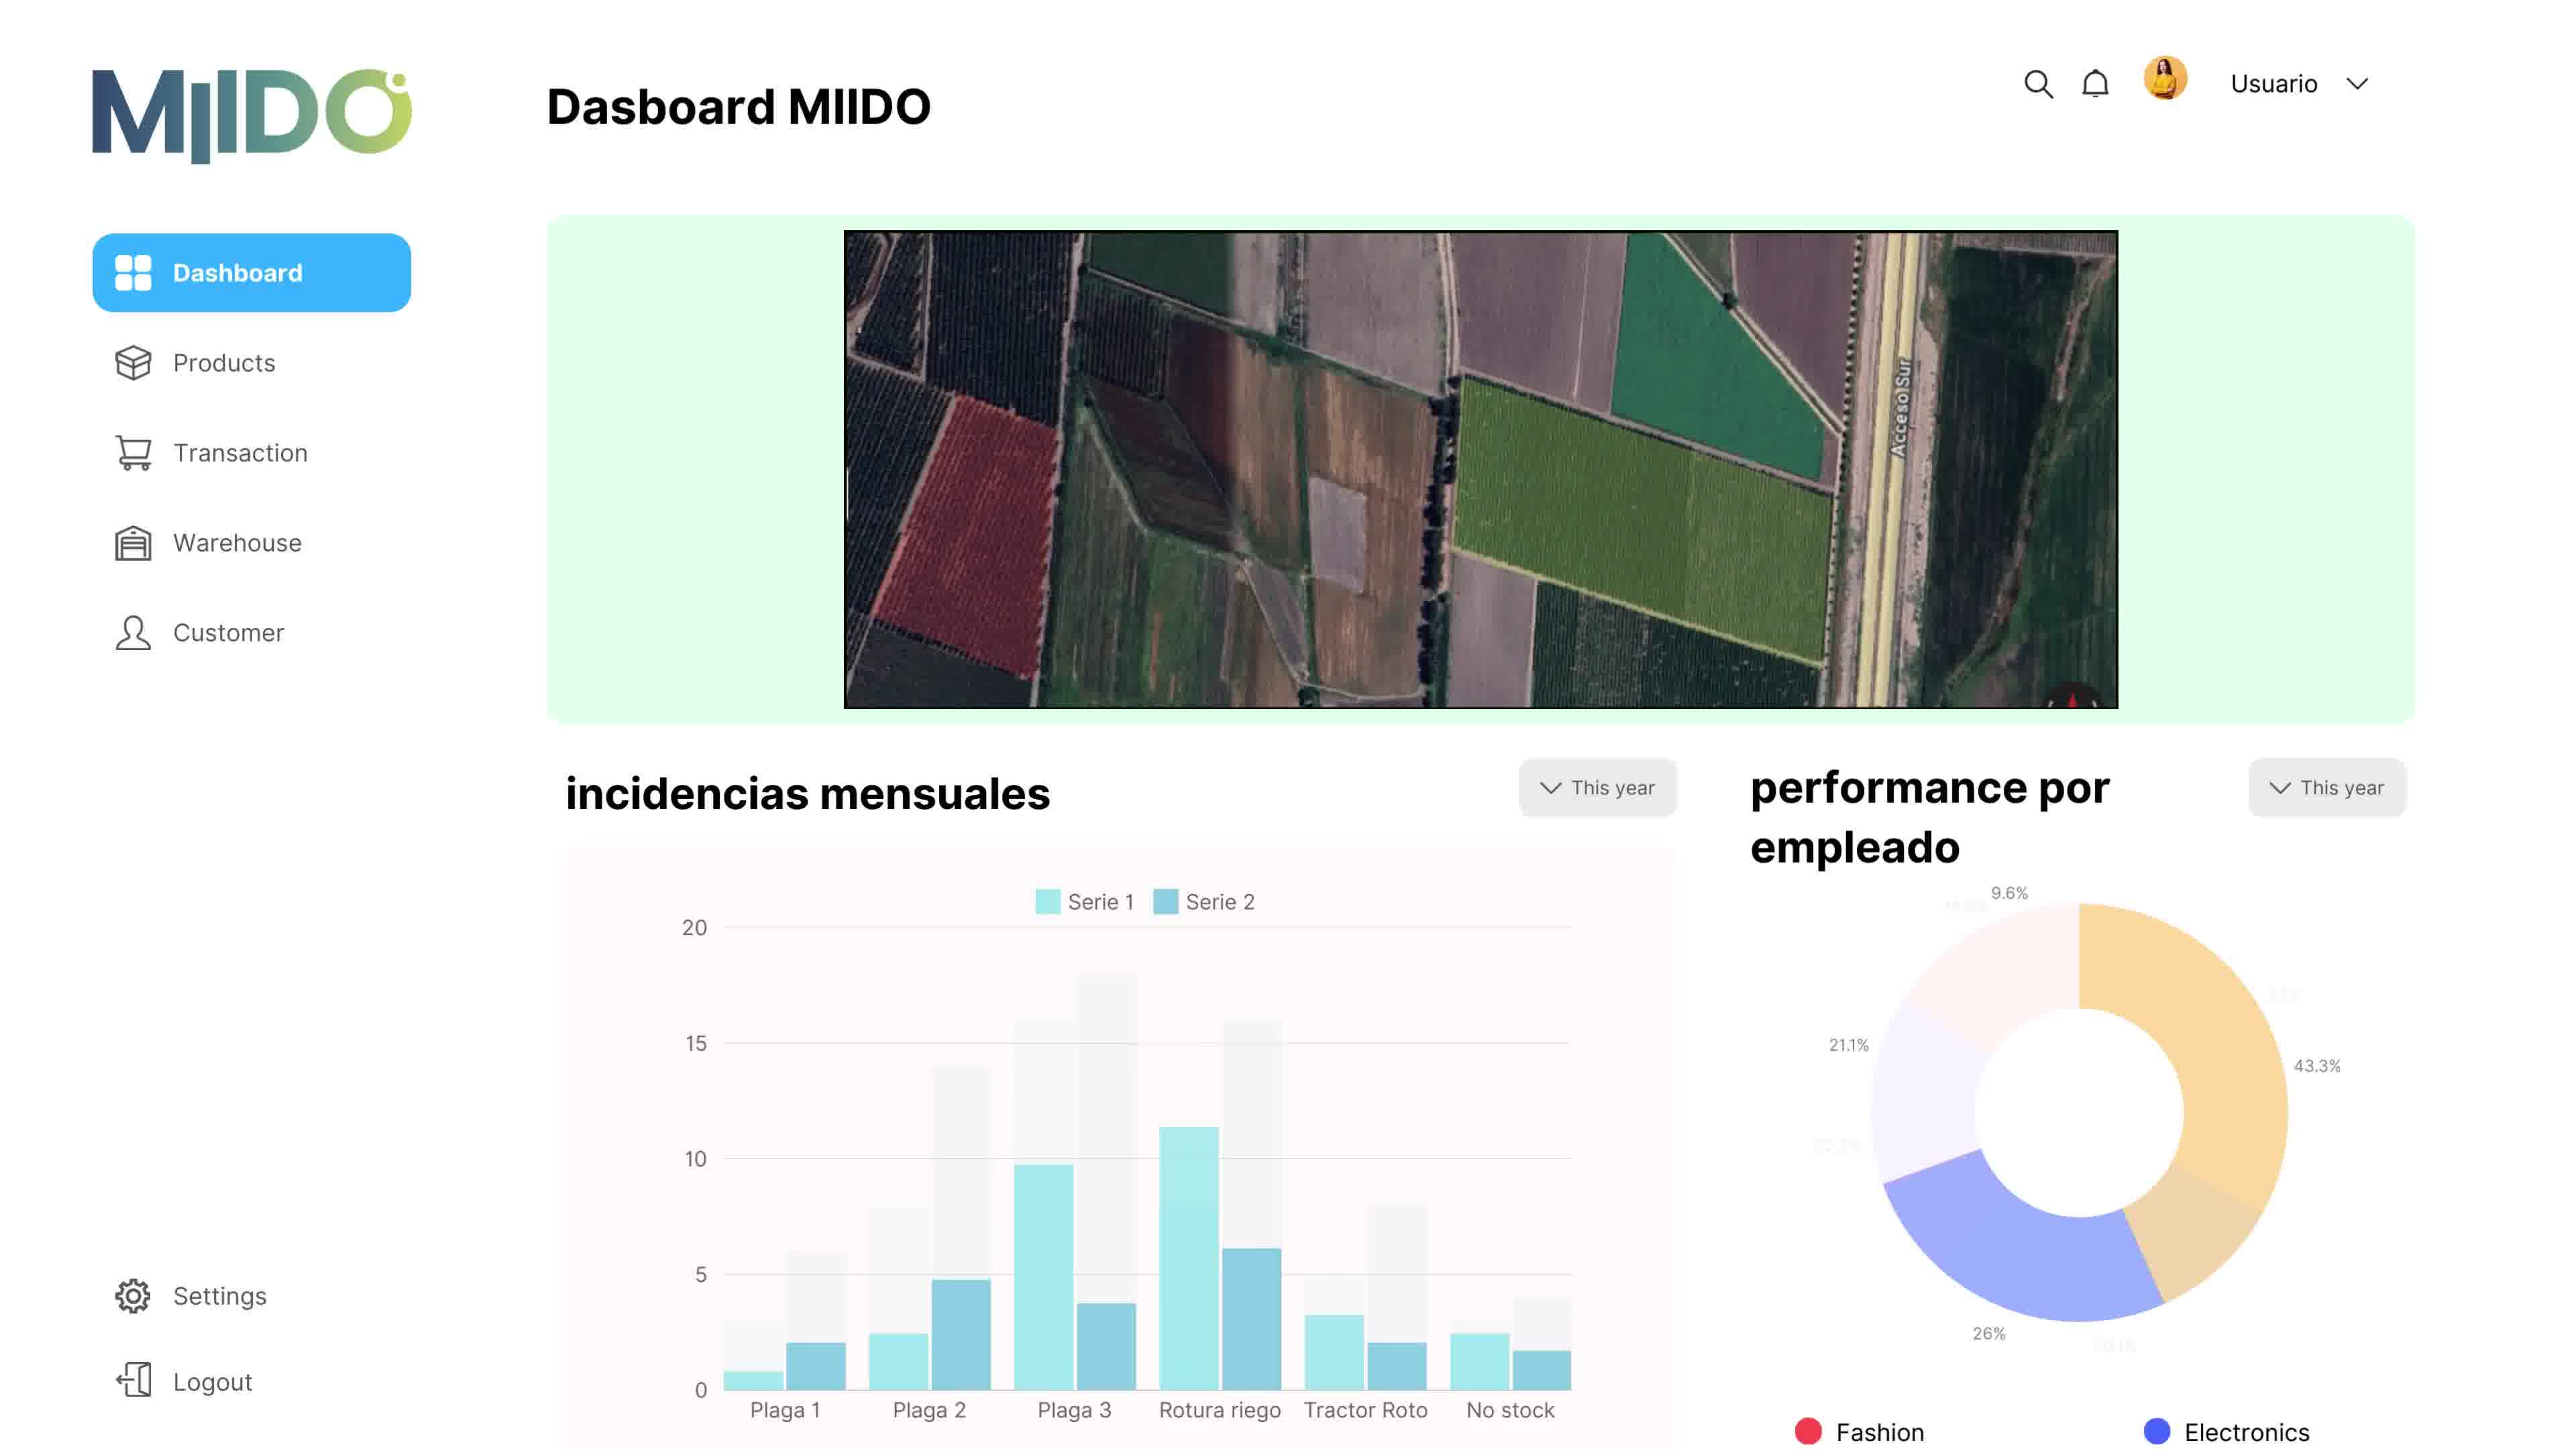 MIIDO
Dasboard MIIDO
Usuario
Dashboard
Products
Transaction
Warehouse
Customer
Settings
Logout
Acceso Sur
incidencias mensuales
This year
Serie 1
Serie 2
20
15
10
5
0
Plaga 1
Plaga 2
Plaga 3
Rotura riego
Tractor Roto
No stock
performance por
empleado
This year
9.6%
21.1%
43.3%
26%
Fashion
Electronics